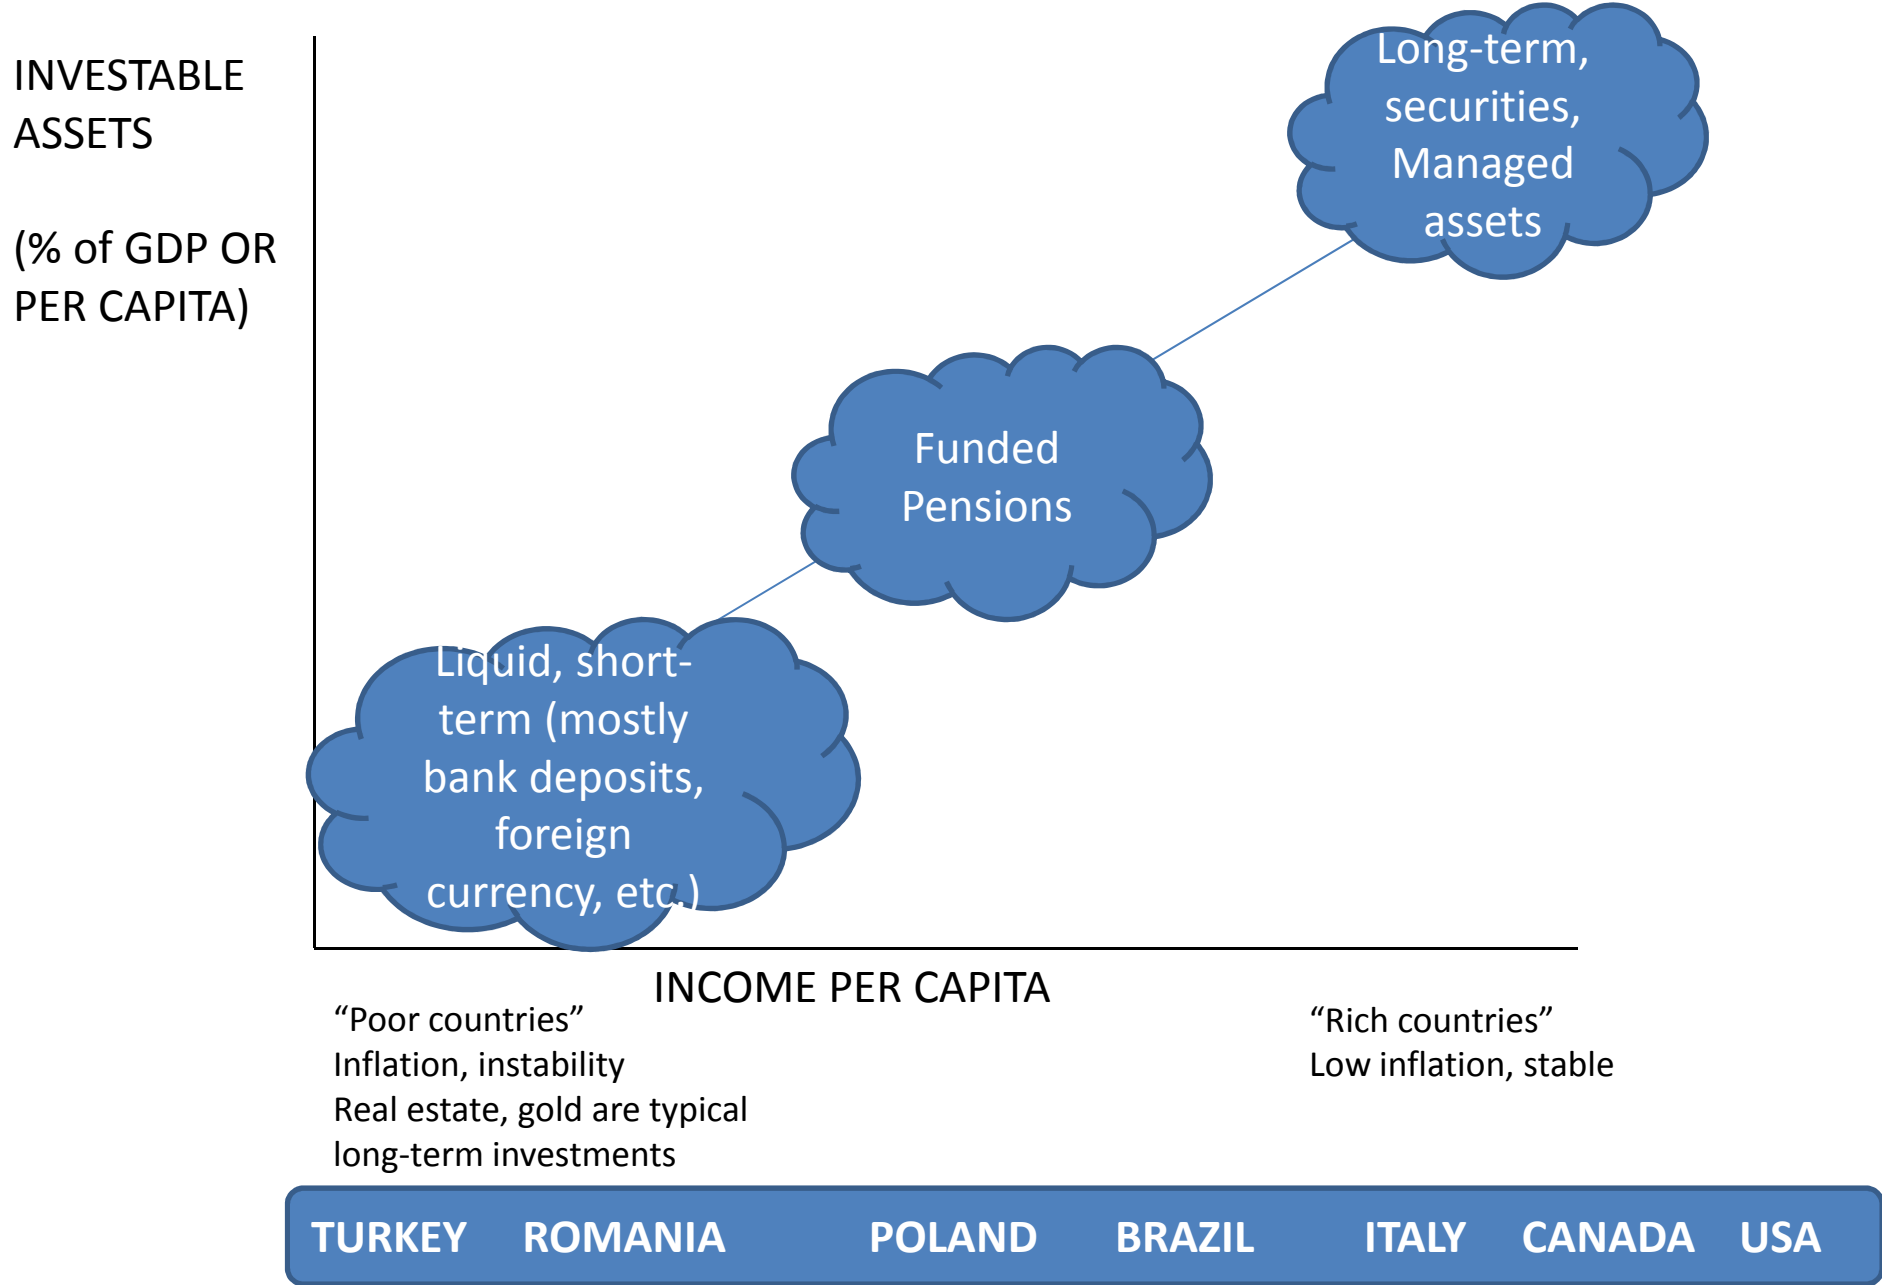 INVESTABLE
ASSETS
(% of GDP OR
PER CAPITA)
Long-term,
securities,
Managed
assets
Funded
Pensions
Liquid, short-
term (mostly
bank deposits,
foreign
currency, etc.)
INCOME PER CAPITA
“Poor countries”
Inflation, instability
Real estate, gold are typical
long-term investments
“Rich countries”
Low inflation, stable
TURKEY ROMANIA POLAND BRAZIL ITALY CANADA USA